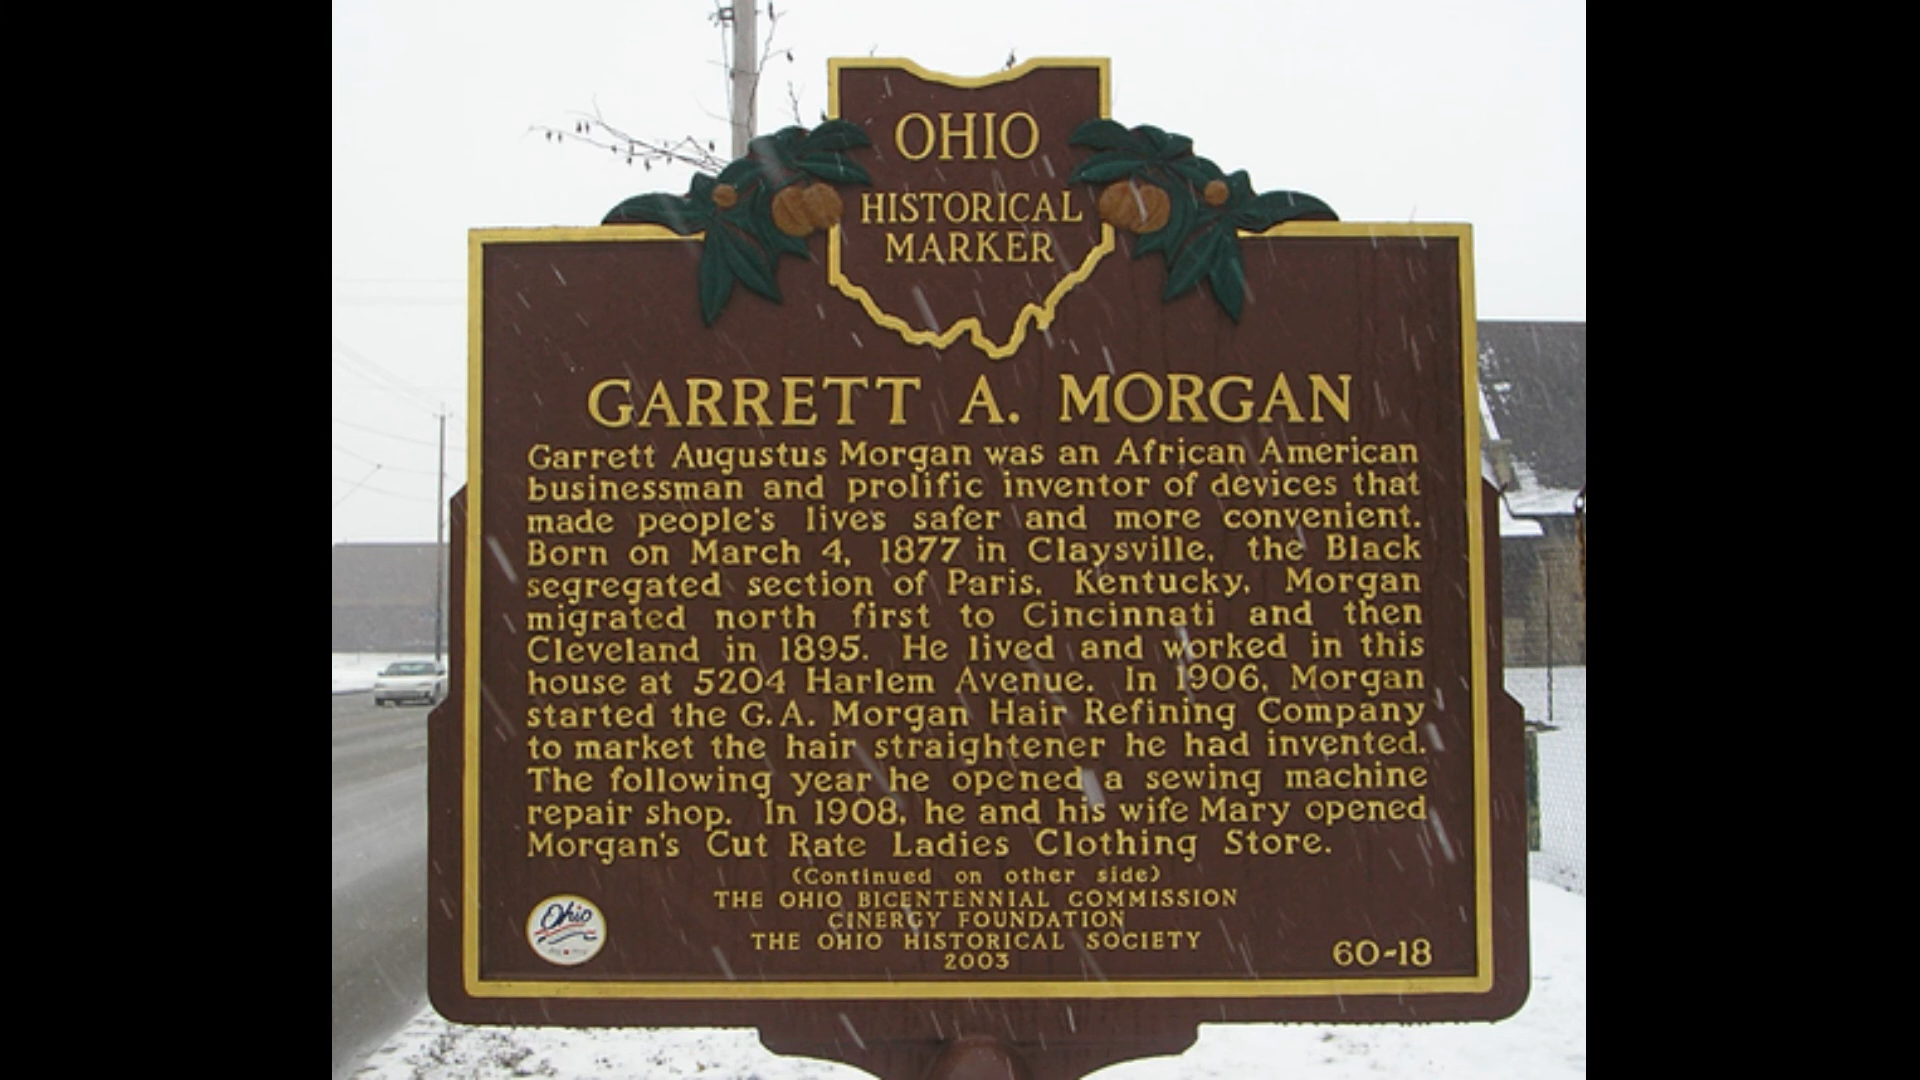 OHIO
HISTORICAL
MARKER
GARRETT A. MORGAN
Garrett Augustus Morgan was an African American
businessman and prolific inventor of devices that
made people's lives safer and more convenient.
Born on March 4, 1877 in Claysville, the Black
segregated section of Paris, Kentucky, Morgan
migrated north first to Cincinnati and then
Cleveland in 1895. He lived and worked in this
house at 5204 Harlem Avenue. In 1906, Morgan
started the G.A. Morgan Hair Refining Company
to market the hair straightener he had invented.
The following year he opened a sewing machine
repair shop. In 1908, he and his wife Mary opened
Morgan's Cut Rate Ladies Clothing Store.
(Continued on other side)
THE OHIO BICENTENNIAL COMMISSION
CINERGY FOUNDATION
THE OHIO HISTORICAL SOCIETY
2003
60-18
Ohio